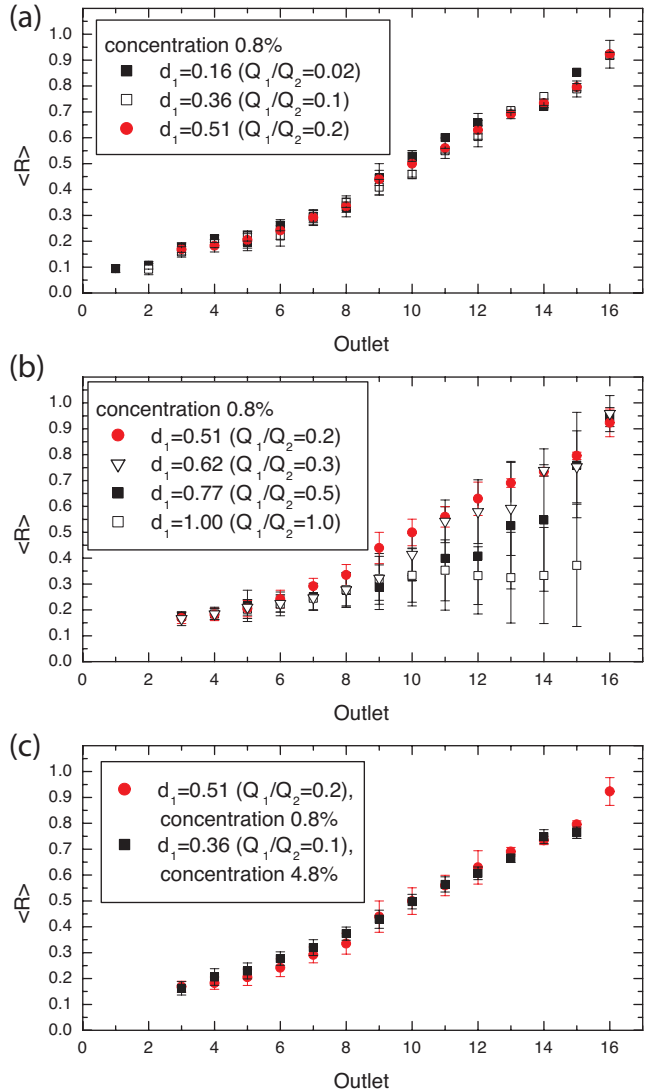 (a)
1.0
0.9
0.8
0.7
0.6
0.5
0.4
0.3
0.2
0.1
0.0
<R>
concentration 0.8%
d₁=0.16 (Q₁/Q₂=0.02)
d₁=0.36 (Q₁/Q₂=0.1)
d₁=0.51 (Q₁/Q₂=0.2)
0 2 4 6 8 10 12 14 16
Outlet
(b)
1.0
0.9
0.8
0.7
0.6
0.5
0.4
0.3
0.2
0.1
0.0
<R>
concentration 0.8%
d₁=0.51 (Q₁/Q₂=0.2)
d₁=0.62 (Q₁/Q₂=0.3)
d₁=0.77 (Q₁/Q₂=0.5)
d₁=1.00 (Q₁/Q₂=1.0)
0 2 4 6 8 10 12 14 16
Outlet
(c)
1.0
0.9
0.8
0.7
0.6
0.5
0.4
0.3
0.2
0.1
0.0
<R>
d₁=0.51 (Q₁/Q₂=0.2),
concentration 0.8%
d₁=0.36 (Q₁/Q₂=0.1),
concentration 4.8%
0 2 4 6 8 10 12 14 16
Outlet